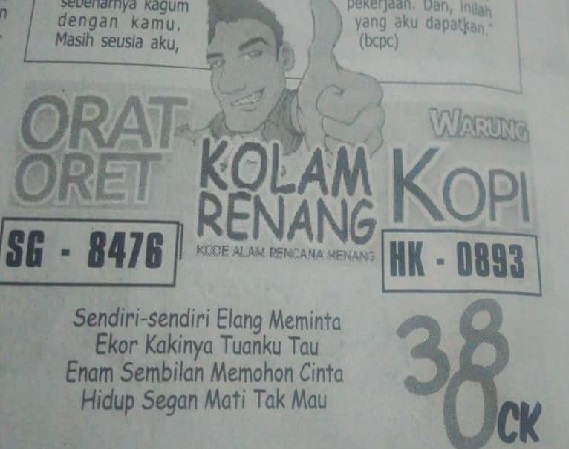 sebenarnya kagum
dengan kamu.
Masih seusia aku,
pekerjaan. Dan, inilah
yang aku dapatkan."
(bcpc)
ORAT
ORET
SG - 8476
KOLAM
RENANG
KODE ALAM RENCANA MENANG
WARUNG
KOPI
HK - 0893
Sendiri-sendiri Elang Meminta
Ekor Kakinya Tuanku Tau
Enam Sembilan Memohon Cinta
Hidup Segan Mati Tak Mau
38
0CK